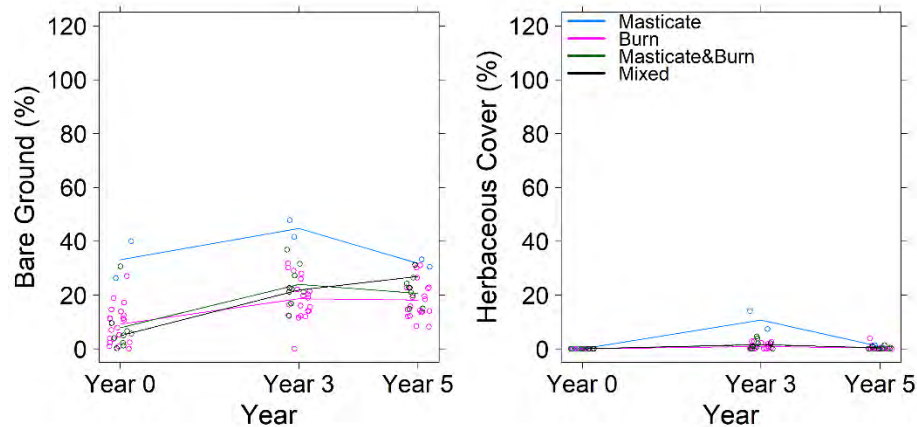 120
100
80
60
40
20
0
Bare Ground (%)
Year 0
Year 3
Year 5
Year
120
100
80
60
40
20
0
Herbaceous Cover (%)
Masticate
Burn
Masticate&Burn
Mixed
Year 0
Year 3
Year 5
Year